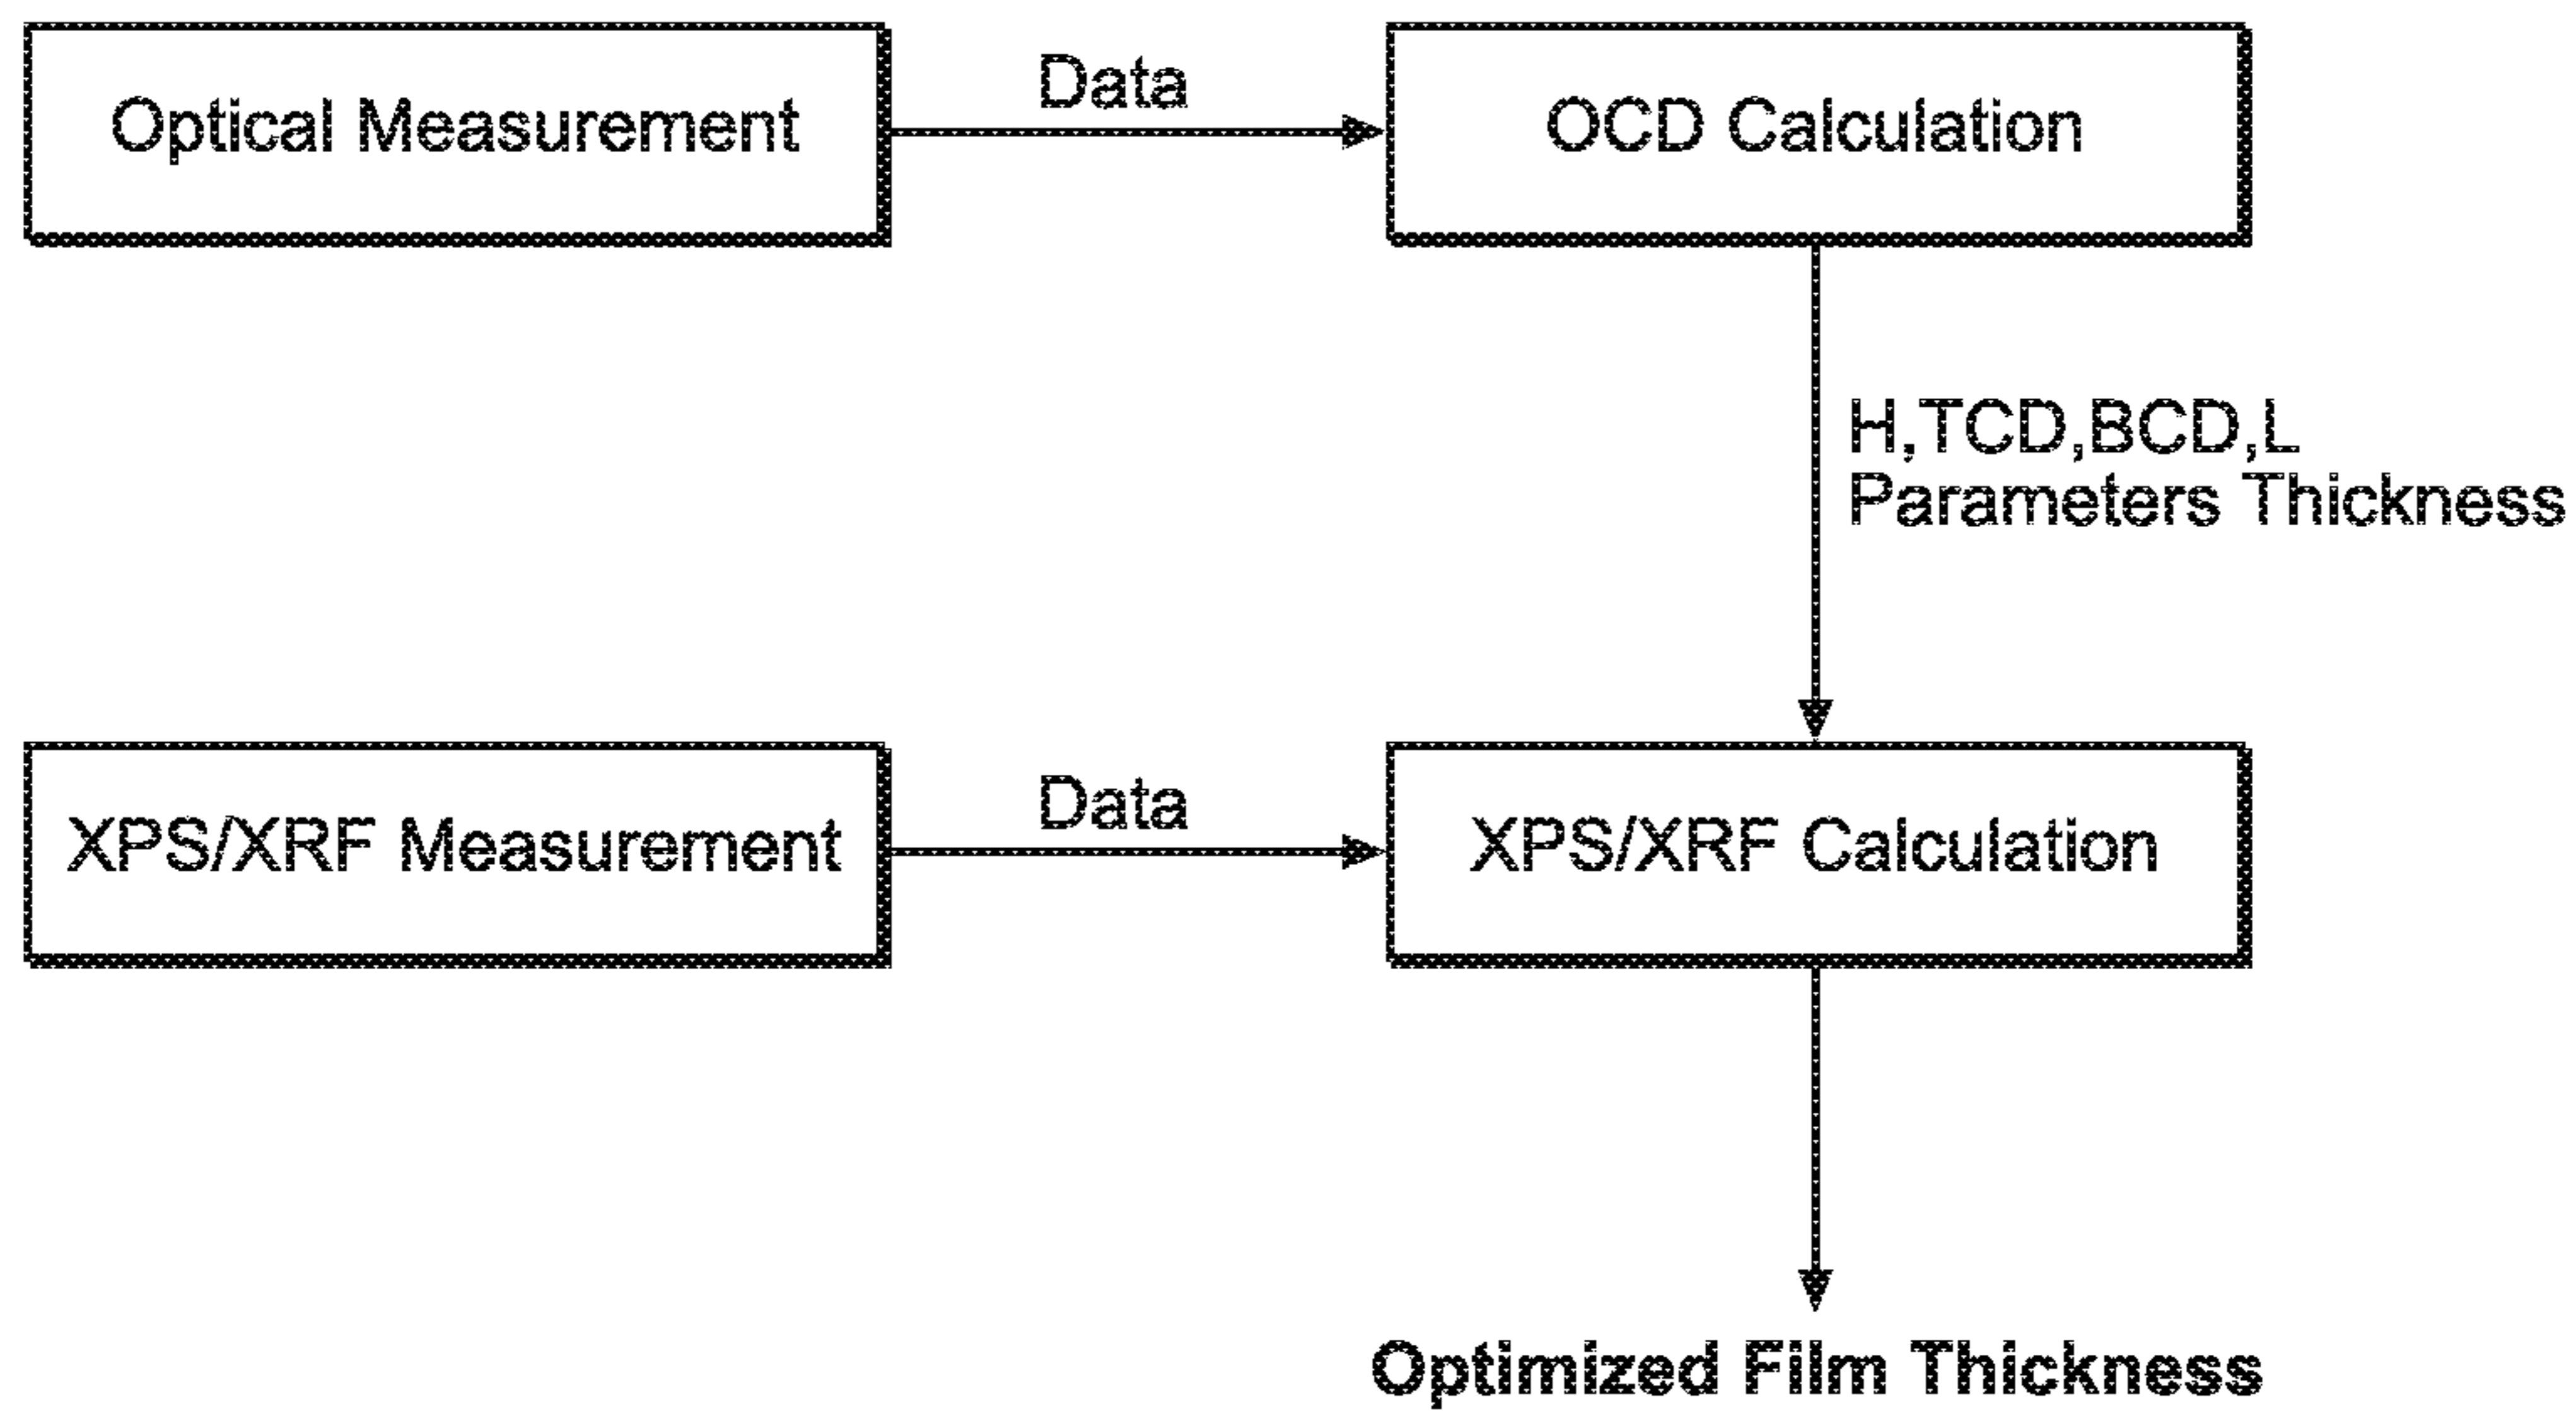 Optical Measurement
Data
OCD Calculation
H,TCD,BCD,L
Parameters Thickness
XPS/XRF Measurement
Data
XPS/XRF Calculation
Optimized Film Thickness